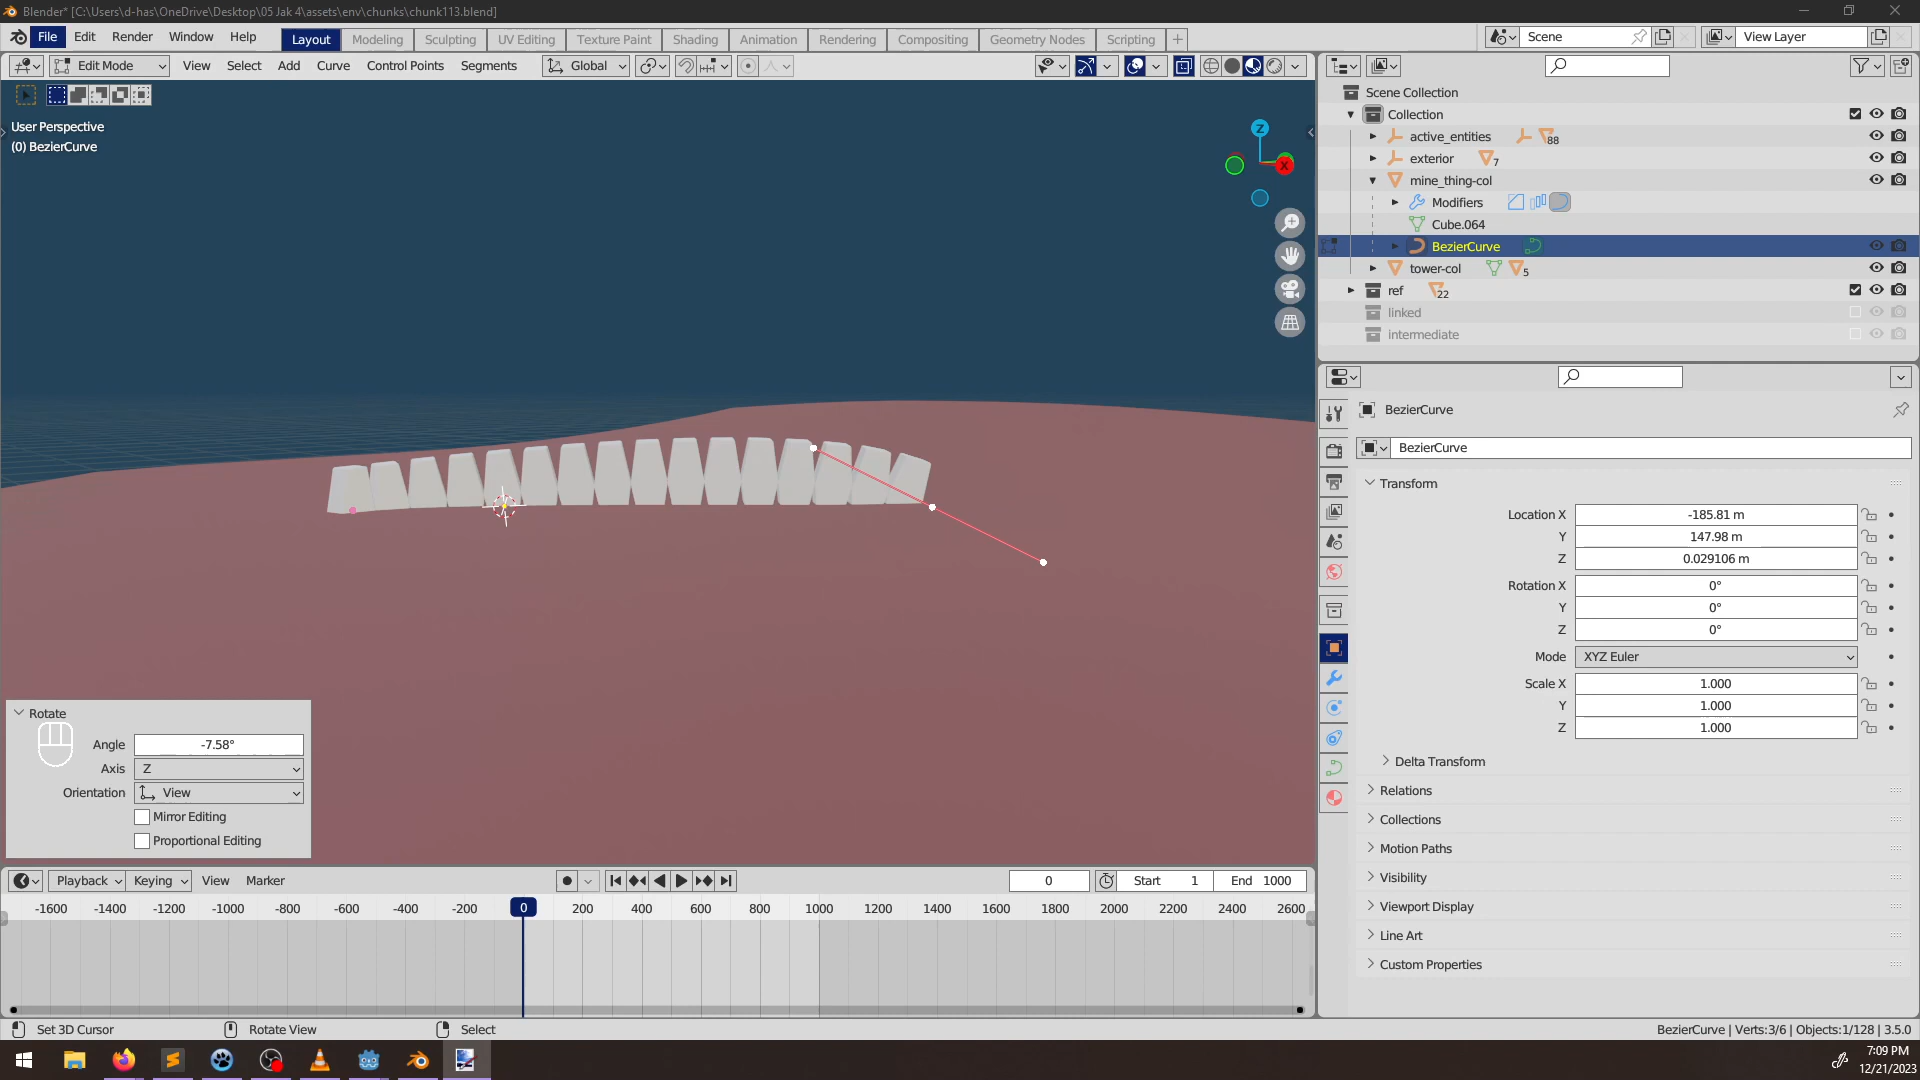 Blender* [C:\Users\d-has\OneDrive\Desktop\05 Jak 4\assets\env\chunks\chunk113.blend]
File Edit Render Window Help Layout Modeling Sculpting UV Editing Texture Paint Shading Animation Rendering Compositing Geometry Nodes Scripting + Scene View Layer
Edit Mode View Select Add Curve Control Points Segments Global
User Perspective
(0) BezierCurve
Z
X
Scene Collection
Collection
active_entities 88
exterior 7
mine_thing-col
Modifiers
Cube.064
BezierCurve
tower-col 5
ref 22
linked
intermediate
BezierCurve
BezierCurve
Transform
Location X -185.81 m
Y 147.98 m
Z 0.029106 m
Rotation X 0°
Y 0°
Z 0°
Mode XYZ Euler
Scale X 1.000
Y 1.000
Z 1.000
Delta Transform
Relations
Collections
Motion Paths
Visibility
Viewport Display
Line Art
Custom Properties
Rotate
Angle -7.58°
Axis Z
Orientation View
Mirror Editing
Proportional Editing
Playback Keying View Marker 0 Start 1 End 1000
-1600 -1400 -1200 -1000 -800 -600 -400 -200 0 200 400 600 800 1000 1200 1400 1600 1800 2000 2200 2400 2600
Set 3D Cursor Rotate View Select BezierCurve | Verts:3/6 | Objects:1/128 | 3.5.0
7:09 PM
12/21/2023